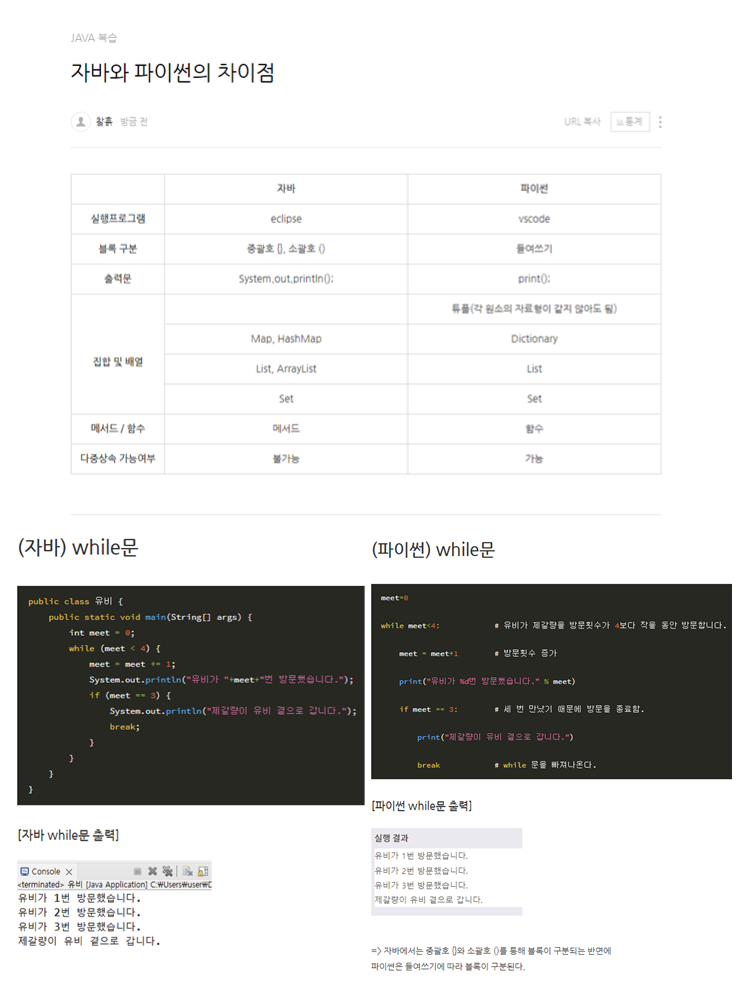 JAVA 복습
자바와 파이썬의 차이점
찰흙 · 방금 전
URL 복사 통계
자바 파이썬
실행프로그램 eclipse vscode
블록 구분 중괄호 {}, 소괄호 () 들여쓰기
출력문 System.out.println(); print();
튜플(각 원소의 자료형이 같지 않아도 됨)
집합 및 배열 Map, HashMap Dictionary
List, ArrayList List
Set Set
메서드 / 함수 메서드 함수
다중상속 가능여부 불가능 가능
(자바) while문
public class 유비 {
public static void main(String[] args) {
int meet = 0;
while (meet < 4) {
meet = meet += 1;
System.out.println("유비가 "+meet+"번 방문했습니다.");
if (meet == 3) {
System.out.println("제갈량이 유비 곁으로 갑니다.");
break;
}
}
}
}
[자바 while문 출력]
Console
<terminated> 유비 [Java Application] C:\Users\user\D
유비가 1번 방문했습니다.
유비가 2번 방문했습니다.
유비가 3번 방문했습니다.
제갈량이 유비 곁으로 갑니다.
(파이썬) while문
meet=0
while meet<4: # 유비가 제갈량을 방문횟수가 4보다 작을 동안 방문합니다.
meet = meet+1 # 방문횟수 증가
print("유비가 %d번 방문했습니다." % meet)
if meet == 3: # 세 번 만났기 때문에 방문을 종료함.
print("제갈량이 유비 곁으로 갑니다.")
break # while 문을 빠져나온다.
[파이썬 while문 출력]
실행 결과
유비가 1번 방문했습니다.
유비가 2번 방문했습니다.
유비가 3번 방문했습니다.
제갈량이 유비 곁으로 갑니다.
=> 자바에서는 중괄호 {}와 소괄호 ()를 통해 블록이 구분되는 반면에
파이썬은 들여쓰기에 따라 블록이 구분된다.